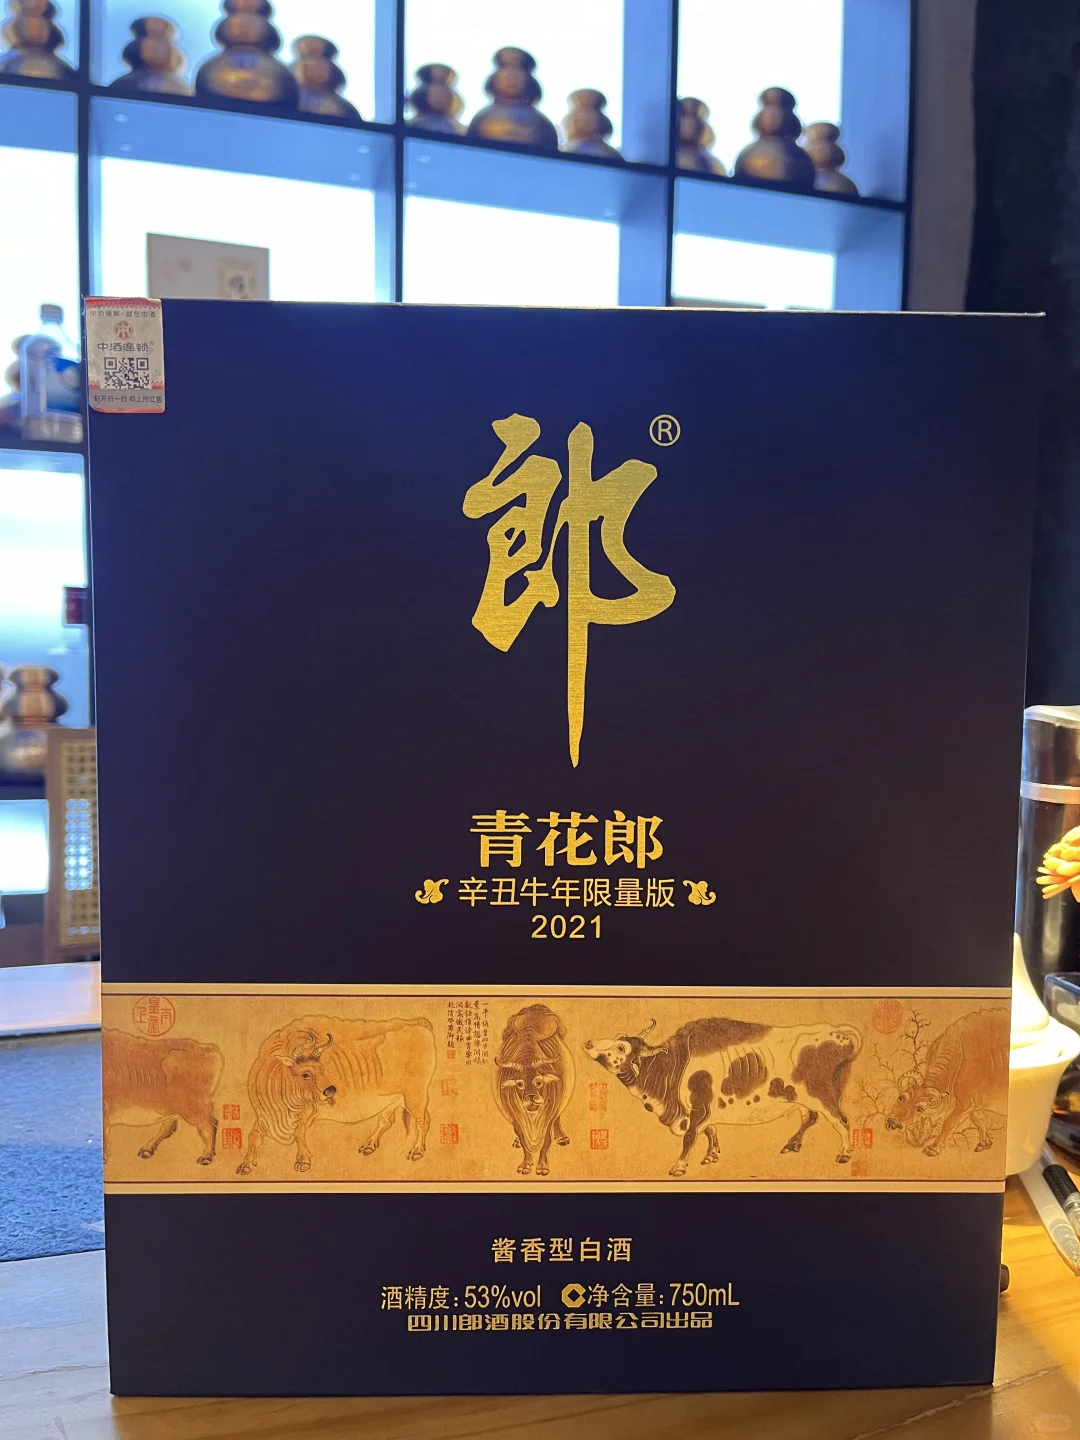 中酒连锁®
郎®
青花郎
辛丑牛年限量版
2021
酱香型白酒
酒精度:53%vol 净含量:750mL
四川郎酒股份有限公司出品